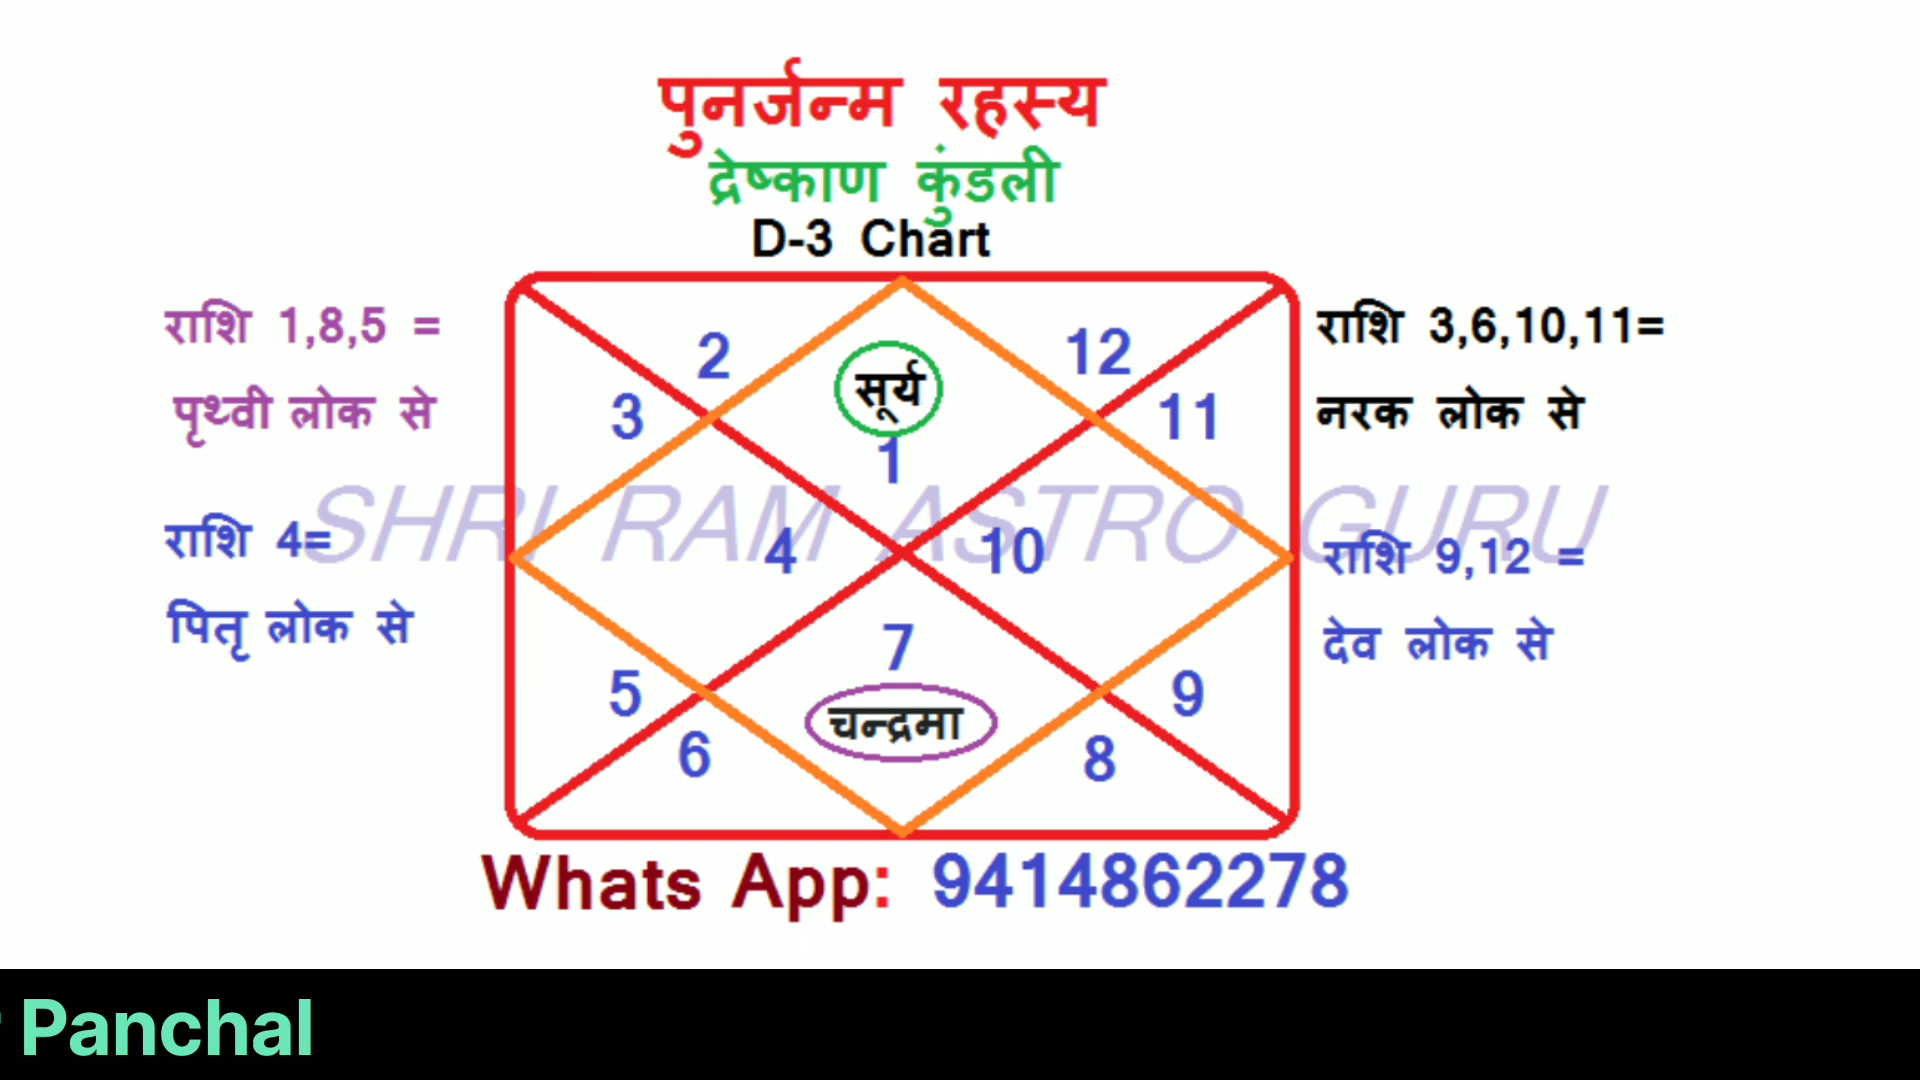 पुनर्जन्म रहस्य
द्रेष्काण कुंडली
D-3 Chart
राशि 1,8,5 =
पृथ्वी लोक से
राशि 4=
पितृ लोक से
2
3
सूर्य
1
12
11
4
10
7
चन्द्रमा
5
6
9
8
राशि 3,6,10,11=
नरक लोक से
राशि 9,12 =
देव लोक से
SHRI RAM ASTRO GURU
Whats App: 9414862278
Panchal